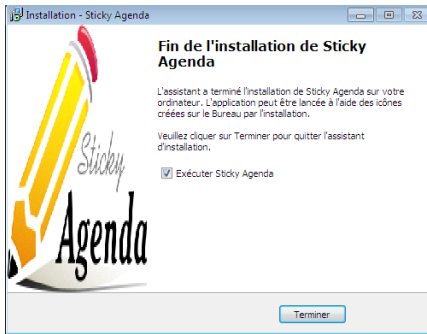 Installation - Sticky Agenda
Fin de l'installation de Sticky
Agenda
L'assistant a terminé l'installation de Sticky Agenda sur votre
ordinateur. L'application peut être lancée à l'aide des icônes
créées sur le Bureau par l'installation.
Veuillez cliquer sur Terminer pour quitter l'assistant
d'installation.
Exécuter Sticky Agenda
Sticky
Agenda
Terminer